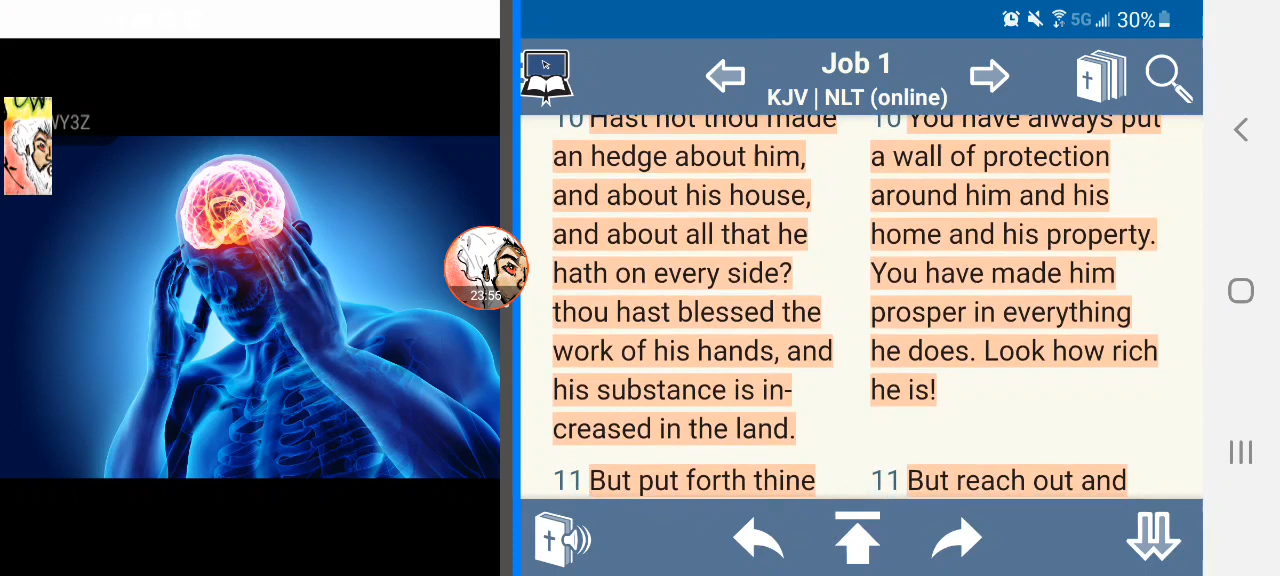 5G 30%
Job 1
KJV | NLT (online)
CW
WY3Z
23:56
10 Hast not thou made
an hedge about him,
and about his house,
and about all that he
hath on every side?
thou hast blessed the
work of his hands, and
his substance is in-
creased in the land.
11 But put forth thine
10 You have always put
a wall of protection
around him and his
home and his property.
You have made him
prosper in everything
he does. Look how rich
he is!
11 But reach out and